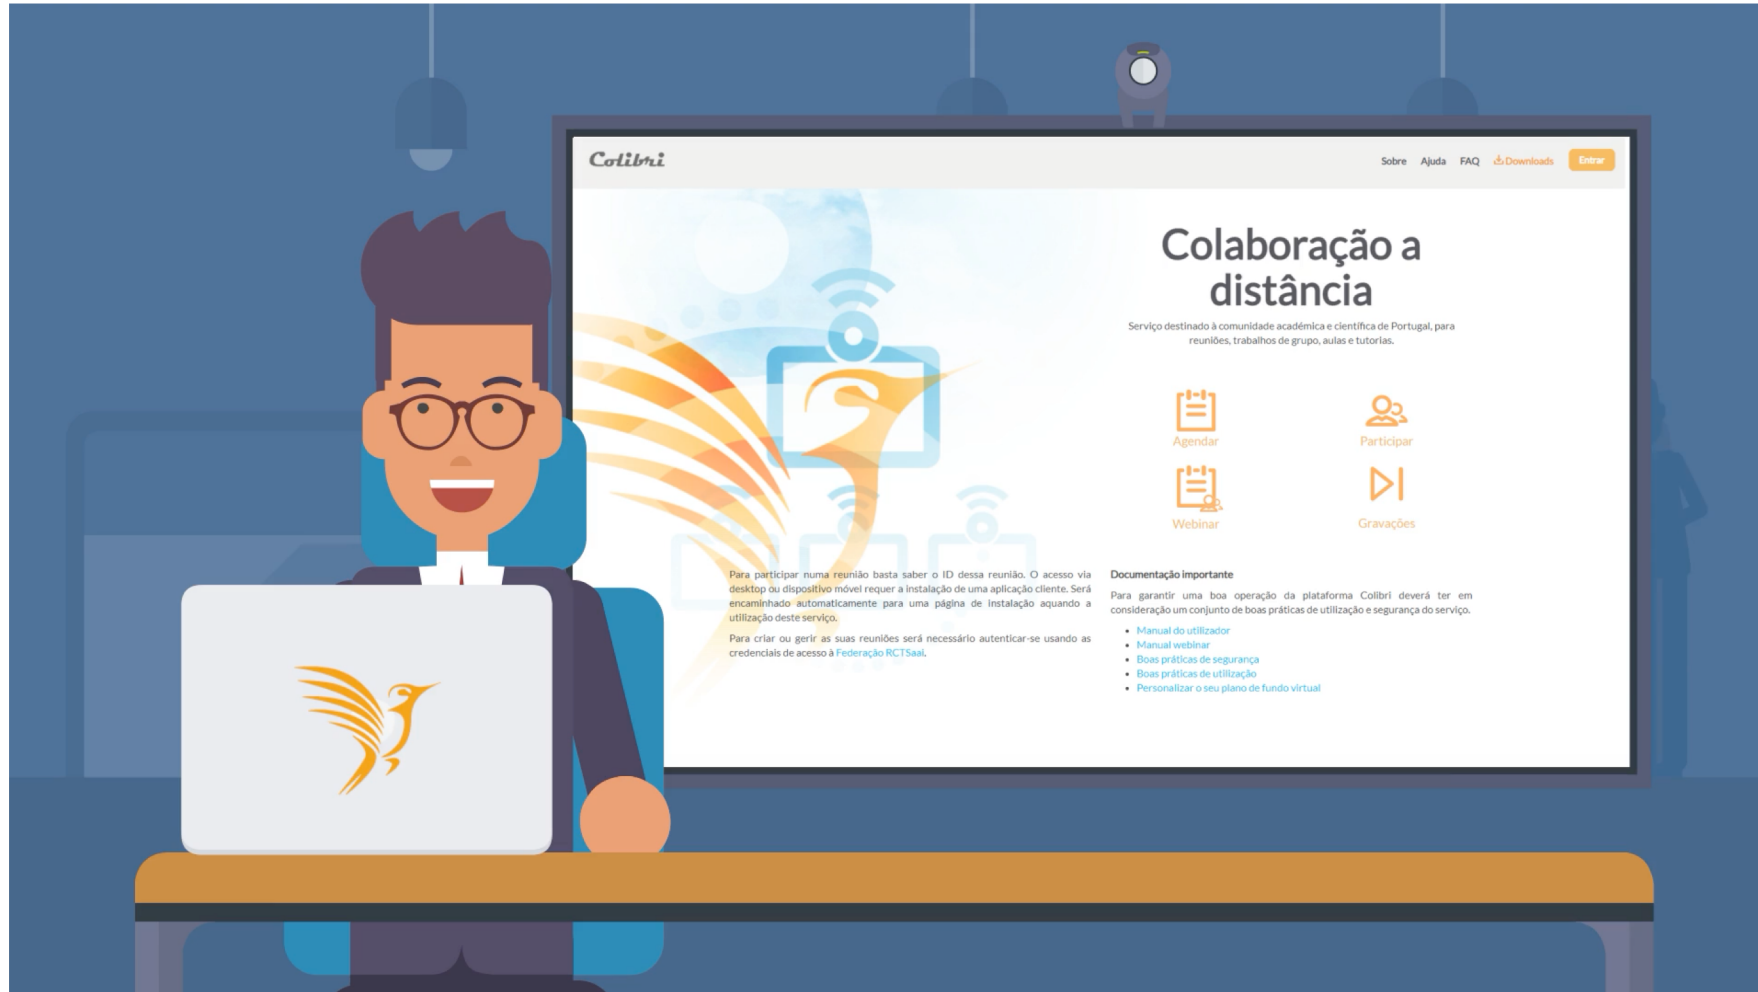 Colibri
Sobre Ajuda FAQ Downloads Entrar
Colaboração a
distância
Serviço destinado à comunidade académica e científica de Portugal, para
reuniões, trabalhos de grupo, aulas e tutorias.
Agendar
Participar
Webinar
Gravações
Para participar numa reunião basta saber o ID dessa reunião. O acesso via
desktop ou dispositivo móvel requer a instalação de uma aplicação cliente. Será
encaminhado automaticamente para uma página de instalação aquando a
utilização deste serviço.
Para criar ou gerir as suas reuniões será necessário autenticar-se usando as
credenciais de acesso à Federação RCTSaai.
Documentação importante
Para garantir uma boa operação da plataforma Colibri deverá ter em
consideração um conjunto de boas práticas de utilização e segurança do serviço.
Manual do utilizador
Manual webinar
Boas práticas de segurança
Boas práticas de utilização
Personalizar o seu plano de fundo virtual